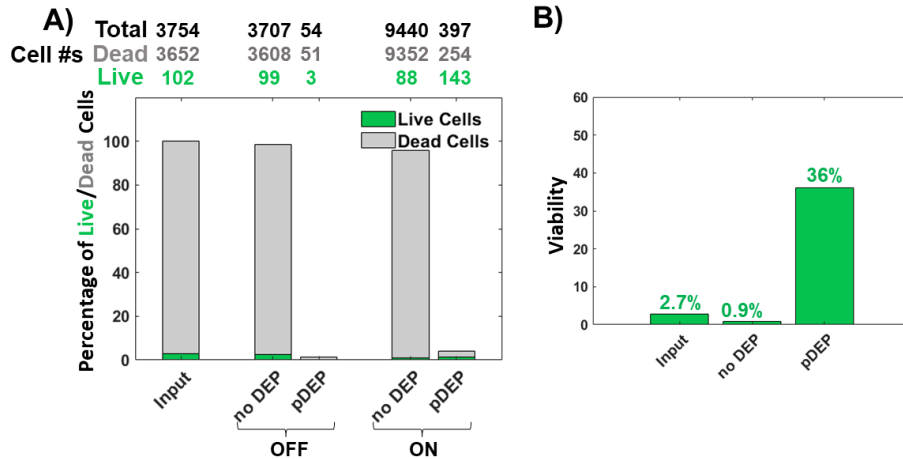 A)
Total 3754 3707 54 9440 397
Cell #s Dead 3652 3608 51 9352 254
Live 102 99 3 88 143
Percentage of Live/Dead Cells
100
80
60
40
20
0
Live Cells
Dead Cells
Input no DEP pDEP no DEP pDEP
OFF ON
B)
Viability
60
50
40
30
20
10
0
2.7% 0.9% 36%
Input no DEP pDEP